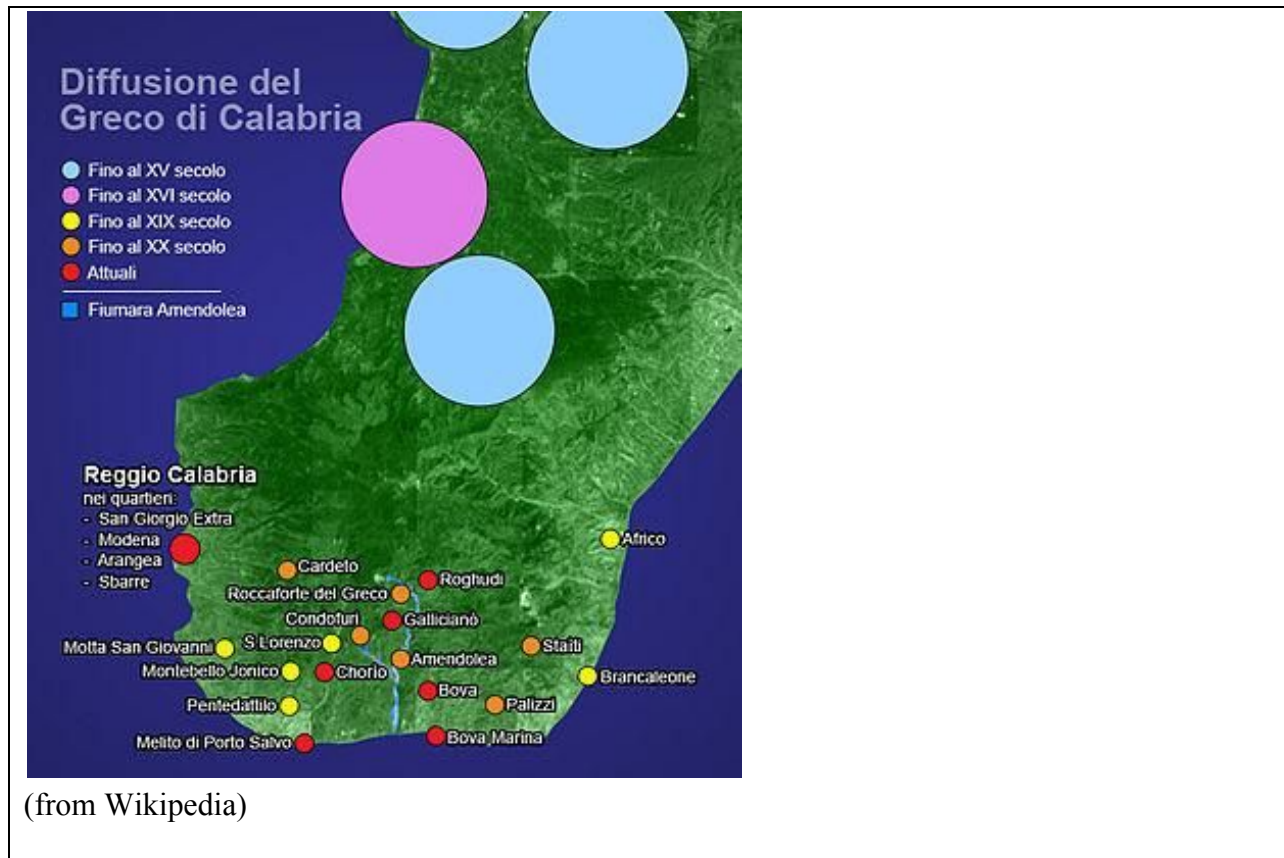 Diffusione del
Greco di Calabria
Fino al XV secolo
Fino al XVI secolo
Fino al XIX secolo
Fino al XX secolo
Attuali
Fiumara Amendolea
Reggio Calabria
nei quartieri:
- San Giorgio Extra
- Modena
- Arangea
- Sbarre
Africo
Cardeto
Roghudi
Roccaforte del Greco
Condofuri
Gallicianò
Motta San Giovanni
S Lorenzo
Staiti
Amendolea
Montebello Jonico
Chorio
Brancaleone
Bova
Pentedattilo
Palizzi
Melito di Porto Salvo
Bova Marina
(from Wikipedia)